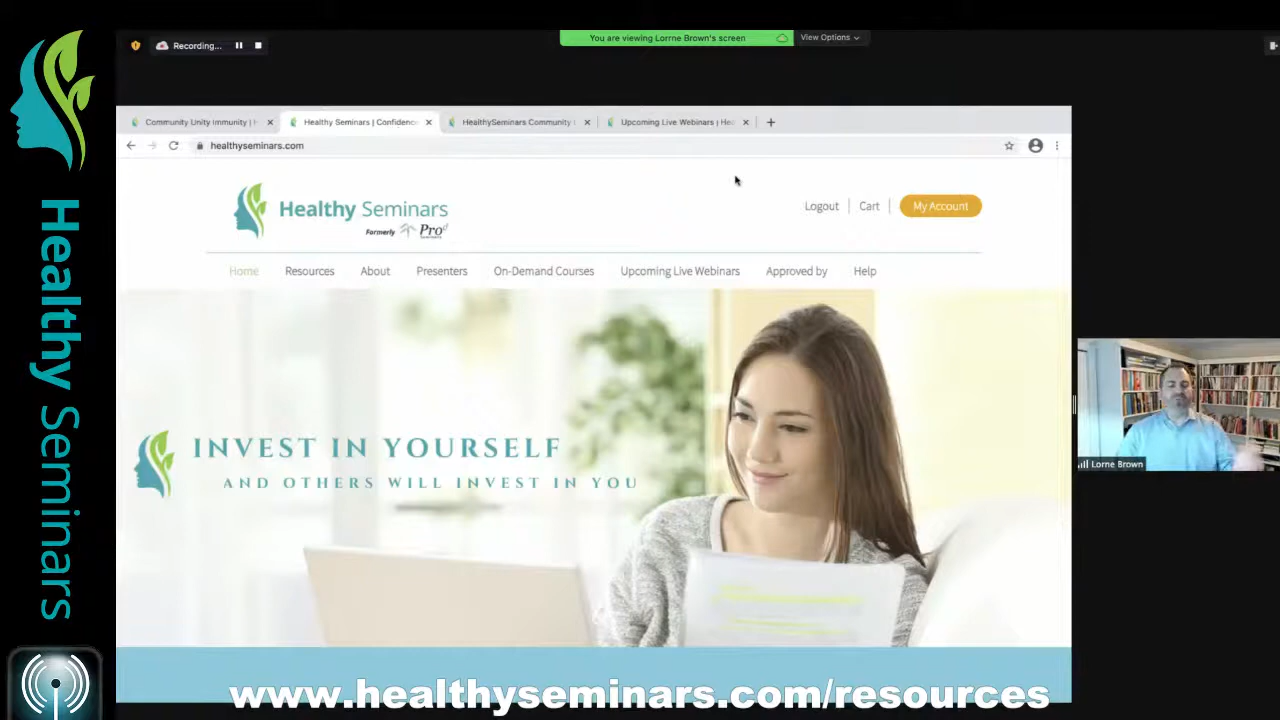 Healthy Seminars
Recording...
You are viewing Lorrne Brown's screen
View Options
Community Unity Immunity | H
Healthy Seminars | Confidence
HealthySeminars Community
Upcoming Live Webinars | Hea
healthyseminars.com
Healthy Seminars
Formerly Pro
Logout
Cart
My Account
Home
Resources
About
Presenters
On-Demand Courses
Upcoming Live Webinars
Approved by
Help
INVEST IN YOURSELF
AND OTHERS WILL INVEST IN YOU
Lorne Brown
www.healthyseminars.com/resources